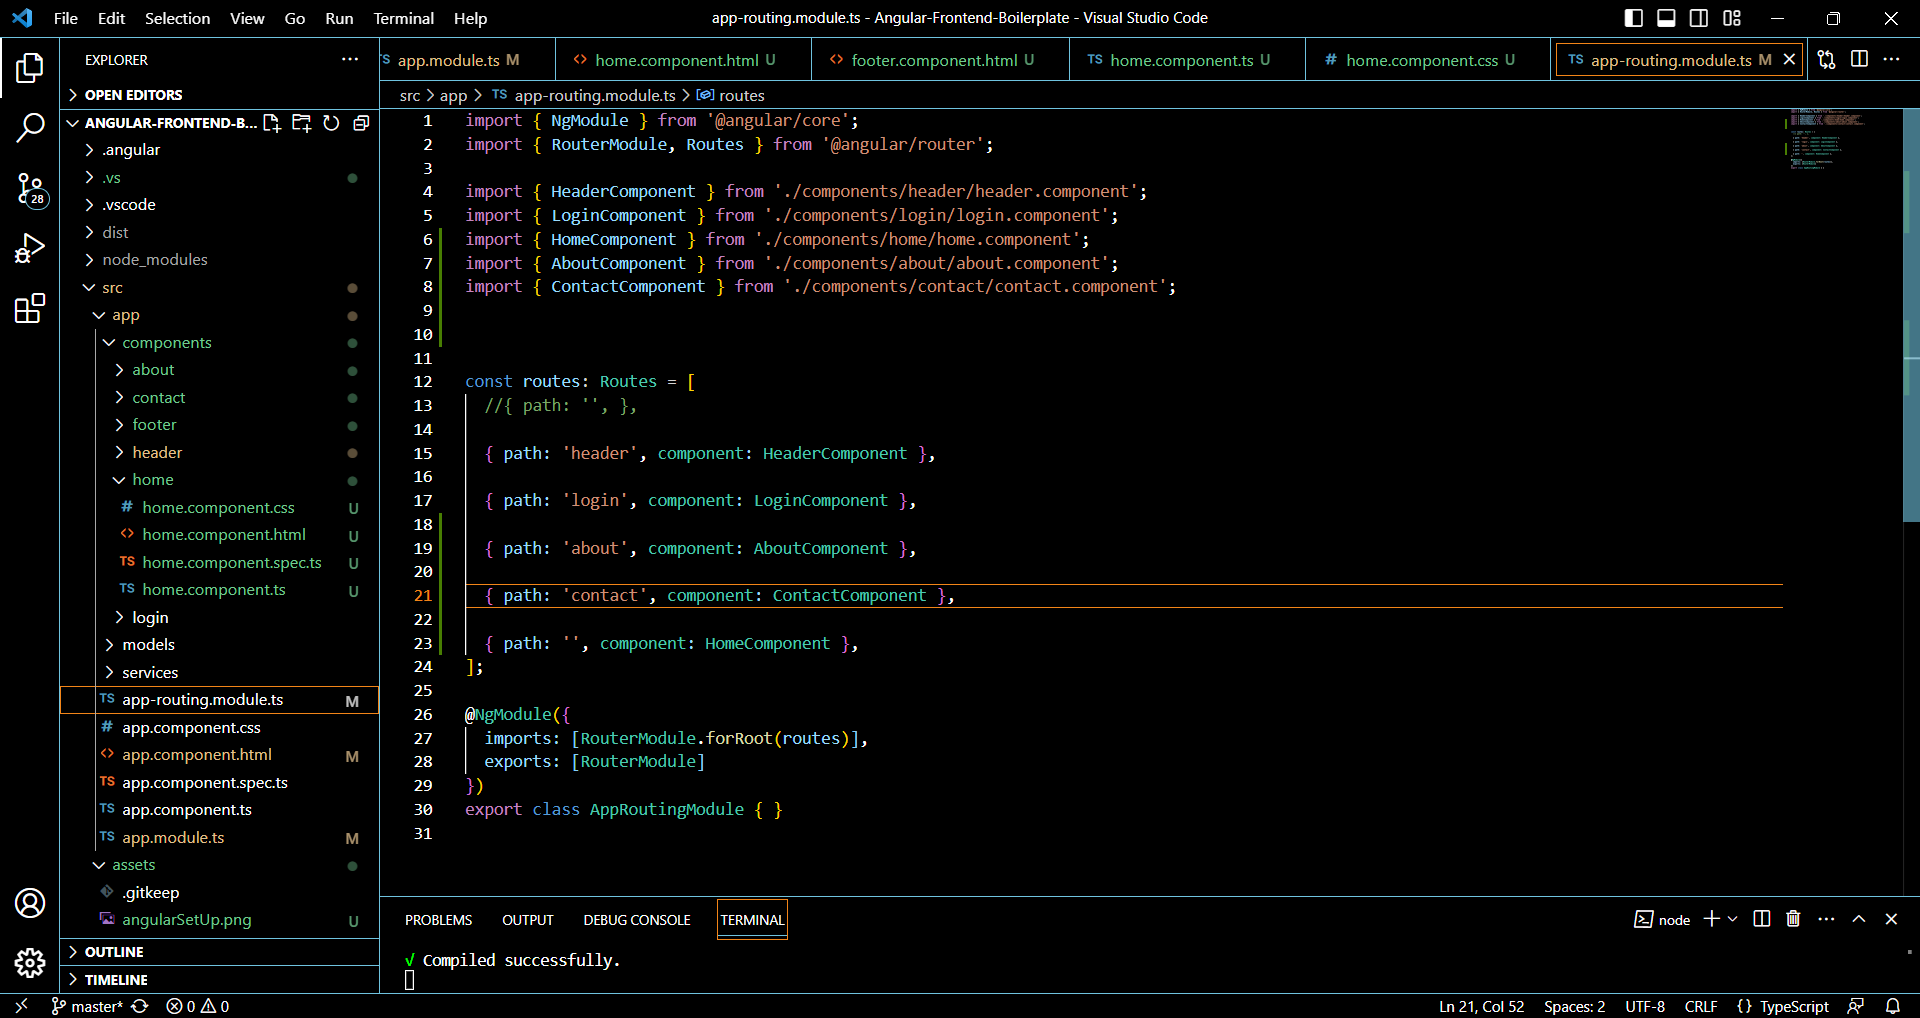 File Edit Selection View Go Run Terminal Help
app-routing.module.ts - Angular-Frontend-Boilerplate - Visual Studio Code
EXPLORER
OPEN EDITORS
ANGULAR-FRONTEND-B...
.angular
.vs
.vscode
dist
node_modules
src
app
components
about
contact
footer
header
home
# home.component.css U
<> home.component.html U
TS home.component.spec.ts U
TS home.component.ts U
login
models
services
TS app-routing.module.ts M
# app.component.css
<> app.component.html M
TS app.component.spec.ts
TS app.component.ts
TS app.module.ts M
assets
.gitkeep
angularSetUp.png U
OUTLINE
TIMELINE
28
TS app.module.ts M <> home.component.html U <> footer.component.html U TS home.component.ts U # home.component.css U TS app-routing.module.ts M
src > app > TS app-routing.module.ts > routes
1 import { NgModule } from '@angular/core';
2 import { RouterModule, Routes } from '@angular/router';
3
4 import { HeaderComponent } from './components/header/header.component';
5 import { LoginComponent } from './components/login/login.component';
6 import { HomeComponent } from './components/home/home.component';
7 import { AboutComponent } from './components/about/about.component';
8 import { ContactComponent } from './components/contact/contact.component';
9
10
11
12 const routes: Routes = [
13 //{ path: '', },
14
15 { path: 'header', component: HeaderComponent },
16
17 { path: 'login', component: LoginComponent },
18
19 { path: 'about', component: AboutComponent },
20
21 { path: 'contact', component: ContactComponent },
22
23 { path: '', component: HomeComponent },
24 ];
25
26 @NgModule({
27 imports: [RouterModule.forRoot(routes)],
28 exports: [RouterModule]
29 })
30 export class AppRoutingModule { }
31
PROBLEMS OUTPUT DEBUG CONSOLE TERMINAL node
√ Compiled successfully.
master* 0 0 Ln 21, Col 52 Spaces: 2 UTF-8 CRLF {} TypeScript